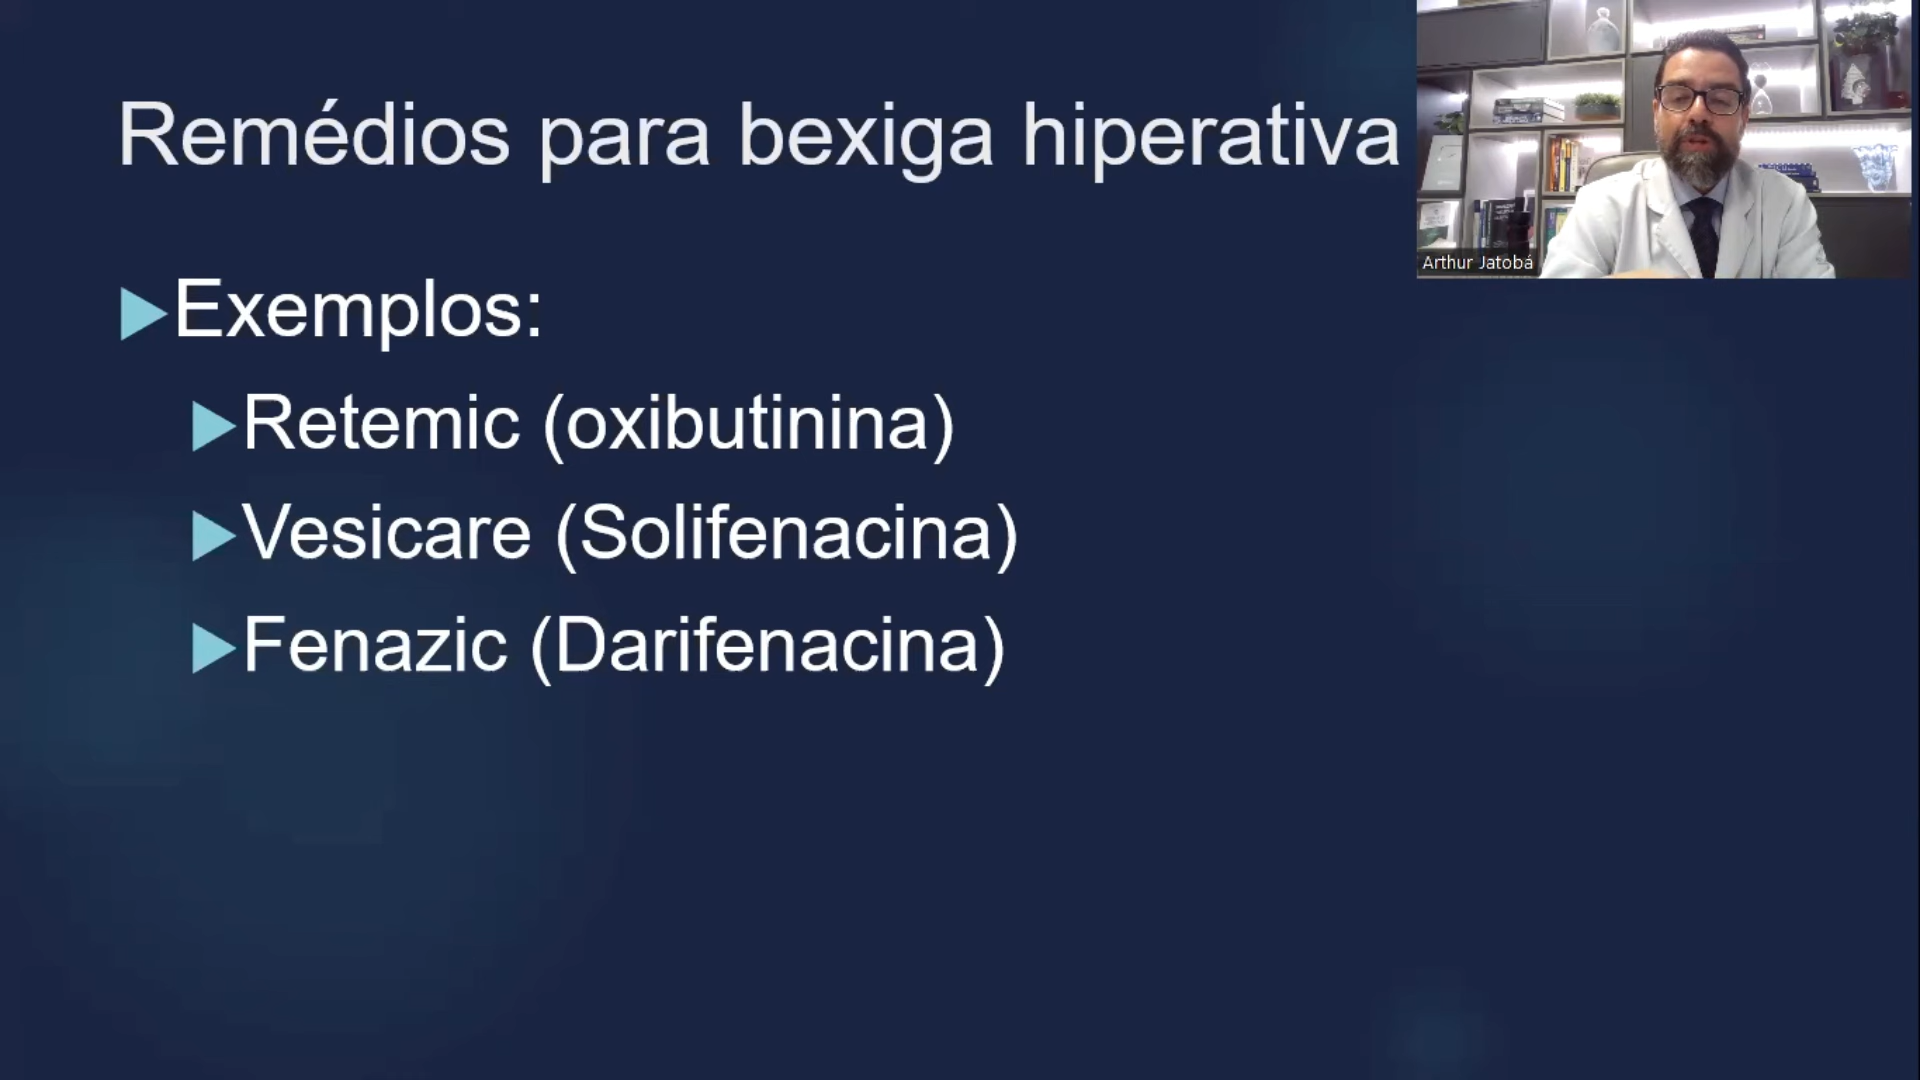 Remédios para bexiga hiperativa
Exemplos:
Retemic (oxibutinina)
Vesicare (Solifenacina)
Fenazic (Darifenacina)
Arthur Jatobá